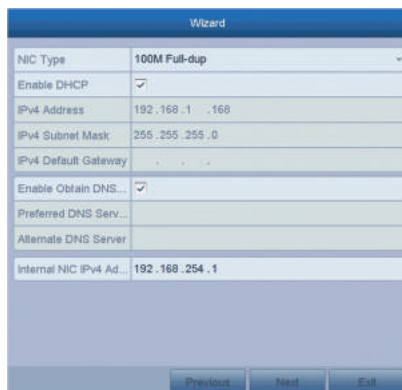 Wizard
NIC Type 100M Full-dup
Enable DHCP
IPv4 Address 192 .168 .1 .168
IPv4 Subnet Mask 255 .255 .255 .0
IPv4 Default Gateway . . .
Enable Obtain DNS...
Preferred DNS Serv...
Alternate DNS Server
Internal NIC IPv4 Ad... 192 .168 .254 .1
Previous Next Exit